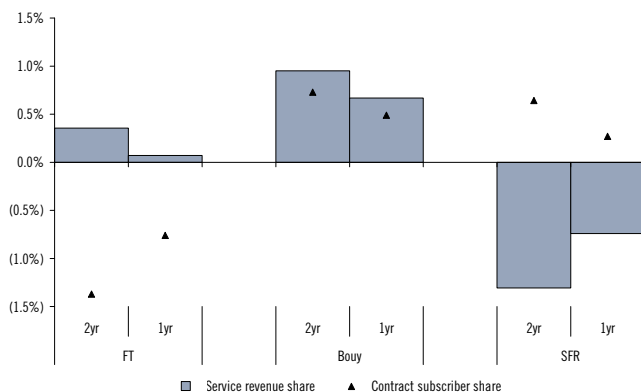 1.5%
1.0%
0.5%
0.0%
(0.5%)
(1.0%)
(1.5%)
2yr 1yr 2yr 1yr 2yr 1yr
FT Bouy SFR
Service revenue share Contract subscriber share